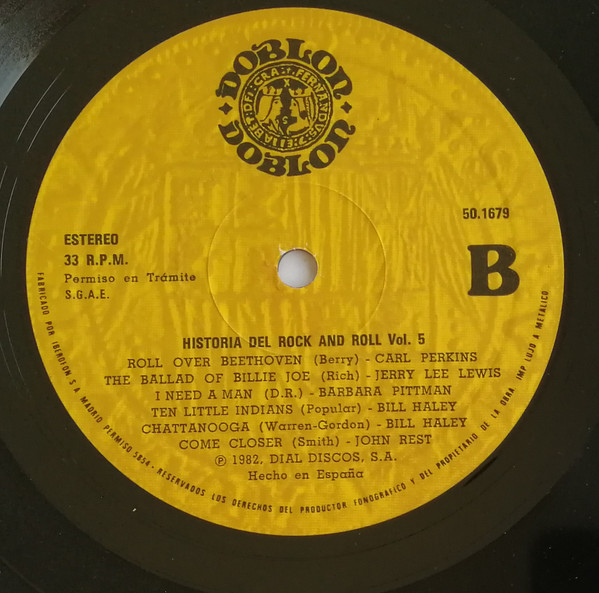 DOBLON
DEI:GRA:FERNANDVS:E:ELISABET
DOBLON
ESTEREO
33 R.P.M.
Permiso en Trámite
S.G.A.E.
50.1679
B
HISTORIA DEL ROCK AND ROLL Vol. 5
ROLL OVER BEETHOVEN (Berry) - CARL PERKINS
THE BALLAD OF BILLIE JOE (Rich) - JERRY LEE LEWIS
I NEED A MAN (D.R.) - BARBARA PITTMAN
TEN LITTLE INDIANS (Popular) - BILL HALEY
CHATTANOOGA (Warren-Gordon) - BILL HALEY
COME CLOSER (Smith) - JOHN REST
℗ 1982, DIAL DISCOS, S.A.
Hecho en España
FABRICADO POR IBEROFON S A MADRID PERMISO 5854 - RESERVADOS LOS DERECHOS DEL PRODUCTOR FONOGRAFICO Y DEL PROPIETARIO DE LA OBRA. IMP LUJO A METALICO